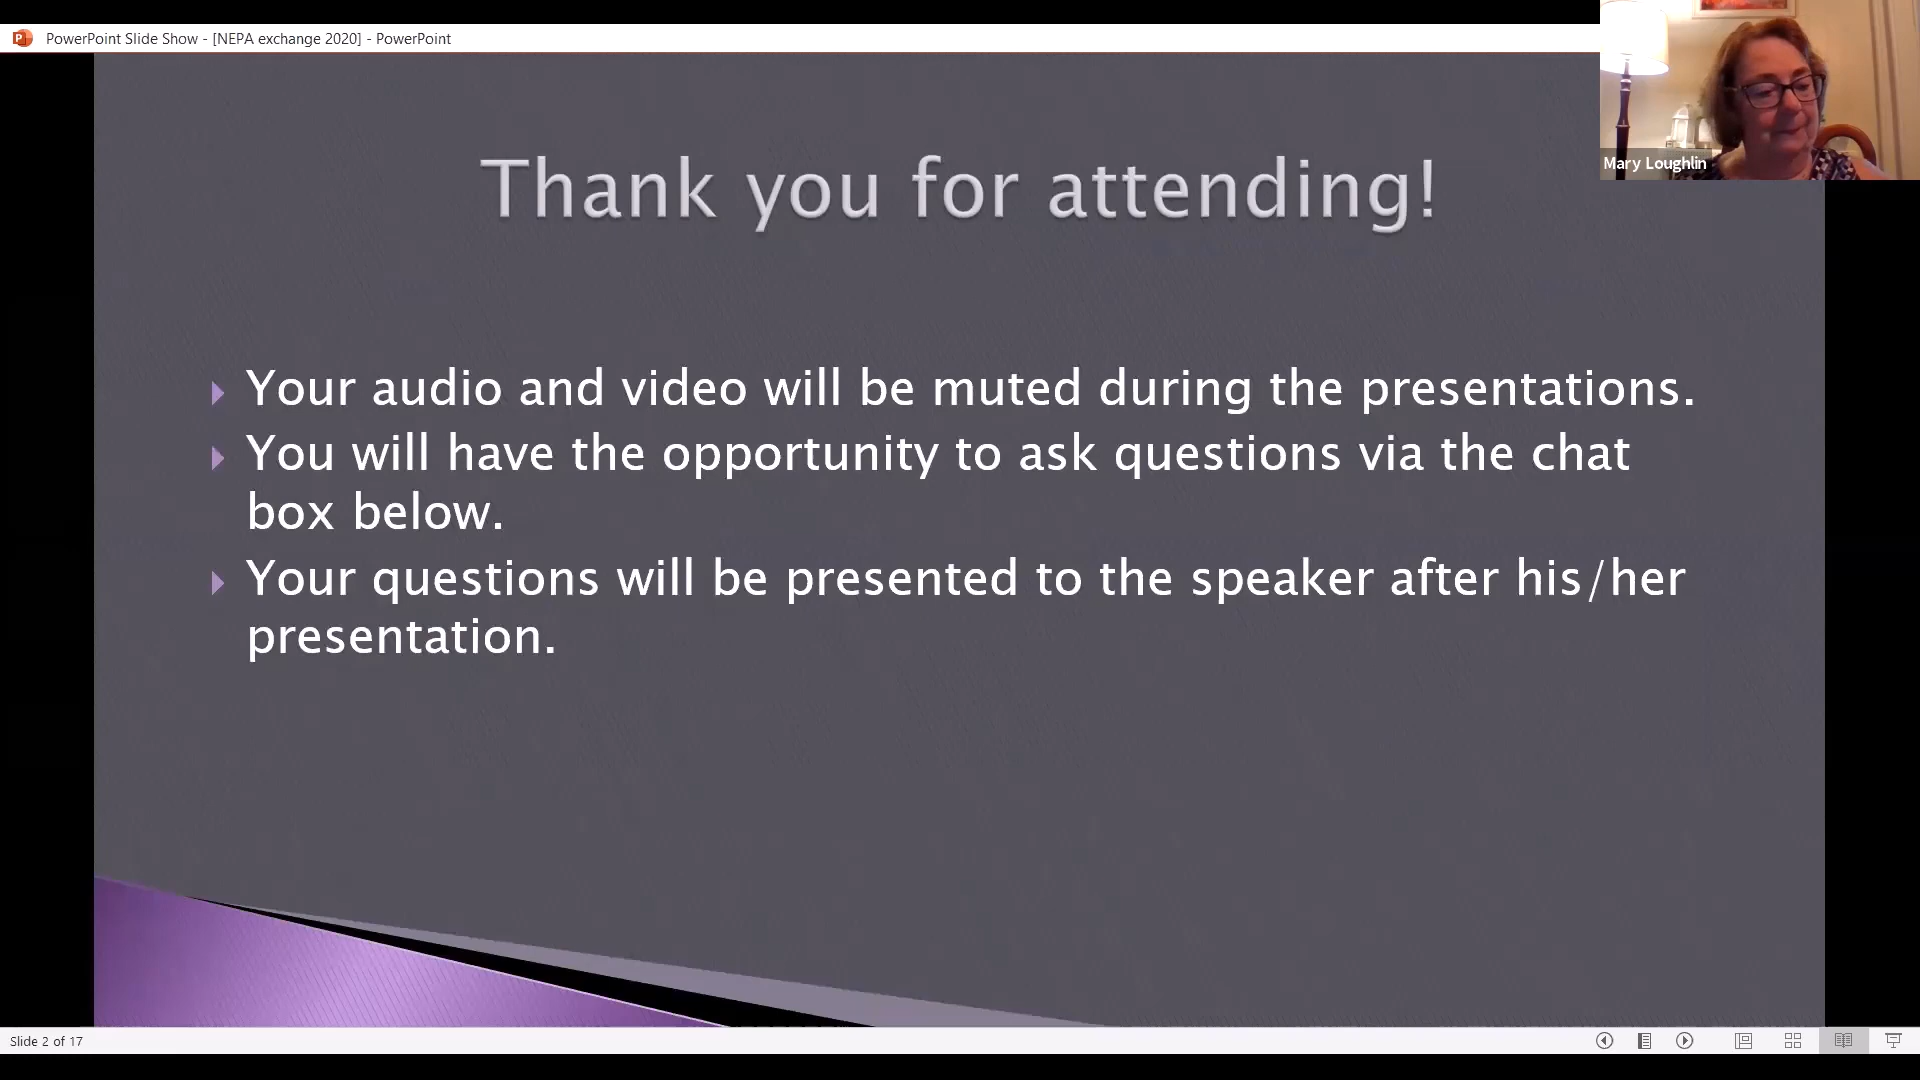 PowerPoint Slide Show - [NEPA exchange 2020] - PowerPoint
Mary Loughlin
Thank you for attending!
Your audio and video will be muted during the presentations.
You will have the opportunity to ask questions via the chat
box below.
Your questions will be presented to the speaker after his/her
presentation.
Slide 2 of 17